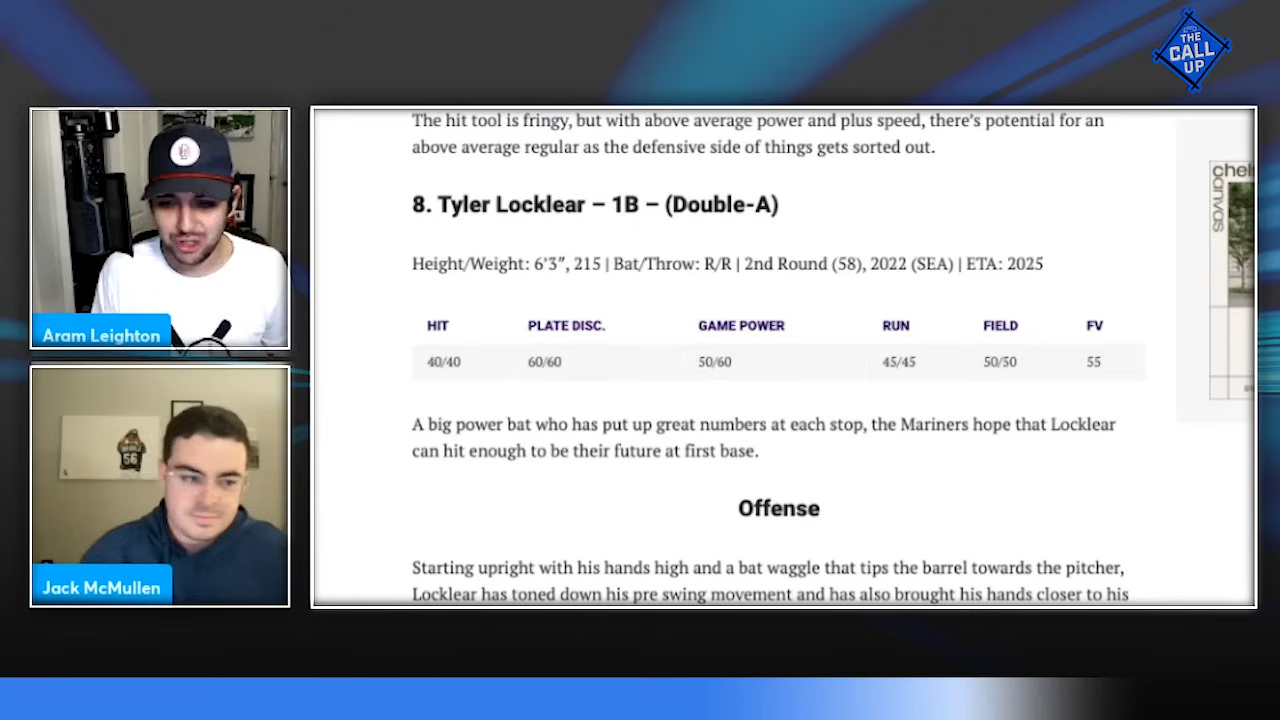 THE
CALL
UP
The hit tool is fringy, but with above average power and plus speed, there's potential for an
above average regular as the defensive side of things gets sorted out.
8. Tyler Locklear – 1B – (Double-A)
Height/Weight: 6'3″, 215 | Bat/Throw: R/R | 2nd Round (58), 2022 (SEA) | ETA: 2025
HIT PLATE DISC. GAME POWER RUN FIELD FV
40/40 60/60 50/60 45/45 50/50 55
A big power bat who has put up great numbers at each stop, the Mariners hope that Locklear
can hit enough to be their future at first base.
Offense
Starting upright with his hands high and a bat waggle that tips the barrel towards the pitcher,
Locklear has toned down his pre swing movement and has also brought his hands closer to his
Aram Leighton
56
Jack McMullen
canvas